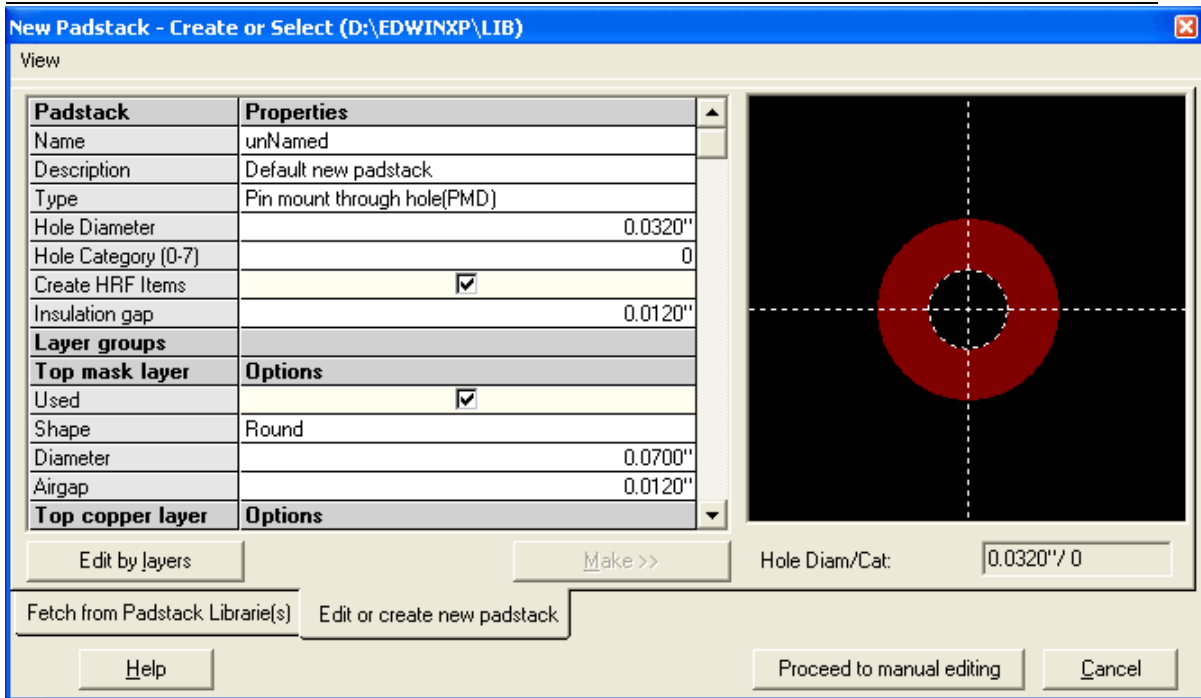 New Padstack - Create or Select (D:\EDWINXP\LIB)
View
Padstack Properties
Name unNamed
Description Default new padstack
Type Pin mount through hole(PMD)
Hole Diameter 0.0320"
Hole Category (0-7) 0
Create HRF Items
Insulation gap 0.0120"
Layer groups
Top mask layer Options
Used
Shape Round
Diameter 0.0700"
Airgap 0.0120"
Top copper layer Options
Edit by layers Make >> Hole Diam/Cat: 0.0320"/ 0
Fetch from Padstack Librarie(s) Edit or create new padstack
Help Proceed to manual editing Cancel